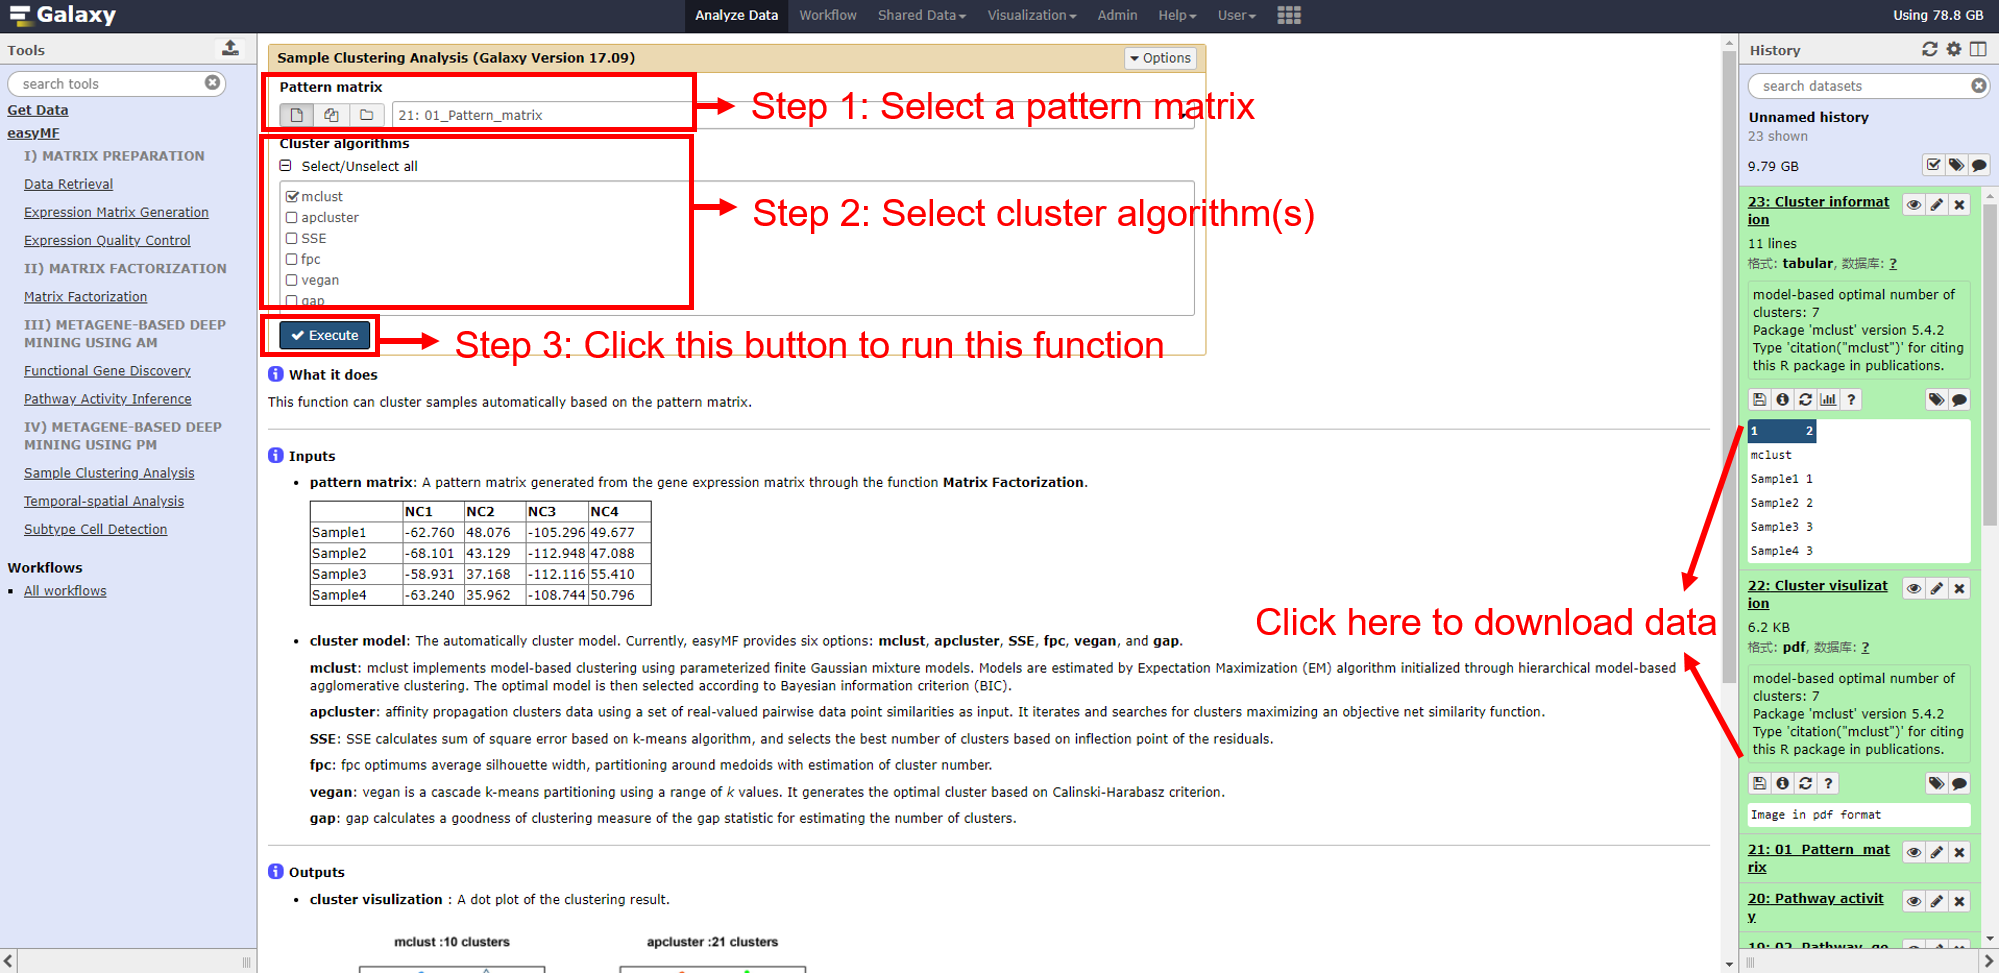 Galaxy
Analyze Data
Workflow
Shared Data
Visualization
Admin
Help
User
Using 78.8 GB
Tools
search tools
Get Data
easyMF
I) MATRIX PREPARATION
Data Retrieval
Expression Matrix Generation
Expression Quality Control
II) MATRIX FACTORIZATION
Matrix Factorization
III) METAGENE-BASED DEEP
MINING USING AM
Functional Gene Discovery
Pathway Activity Inference
IV) METAGENE-BASED DEEP
MINING USING PM
Sample Clustering Analysis
Temporal-spatial Analysis
Subtype Cell Detection
Workflows
All workflows
Sample Clustering Analysis (Galaxy Version 17.09)
Options
Pattern matrix
21: 01_Pattern_matrix
Step 1: Select a pattern matrix
Cluster algorithms
Select/Unselect all
mclust
apcluster
SSE
fpc
vegan
gap
Step 2: Select cluster algorithm(s)
Execute
Step 3: Click this button to run this function
What it does
This function can cluster samples automatically based on the pattern matrix.
Inputs
• pattern matrix: A pattern matrix generated from the gene expression matrix through the function Matrix Factorization.
NC1 NC2 NC3 NC4
Sample1 -62.760 48.076 -105.296 49.677
Sample2 -68.101 43.129 -112.948 47.088
Sample3 -58.931 37.168 -112.116 55.410
Sample4 -63.240 35.962 -108.744 50.796
• cluster model: The automatically cluster model. Currently, easyMF provides six options: mclust, apcluster, SSE, fpc, vegan, and gap.
mclust: mclust implements model-based clustering using parameterized finite Gaussian mixture models. Models are estimated by Expectation Maximization (EM) algorithm initialized through hierarchical model-based
agglomerative clustering. The optimal model is then selected according to Bayesian information criterion (BIC).
apcluster: affinity propagation clusters data using a set of real-valued pairwise data point similarities as input. It iterates and searches for clusters maximizing an objective net similarity function.
SSE: SSE calculates sum of square error based on k-means algorithm, and selects the best number of clusters based on inflection point of the residuals.
fpc: fpc optimums average silhouette width, partitioning around medoids with estimation of cluster number.
vegan: vegan is a cascade k-means partitioning using a range of k values. It generates the optimal cluster based on Calinski-Harabasz criterion.
gap: gap calculates a goodness of clustering measure of the gap statistic for estimating the number of clusters.
Outputs
• cluster visulization : A dot plot of the clustering result.
mclust :10 clusters
apcluster :21 clusters
Click here to download data
History
search datasets
Unnamed history
23 shown
9.79 GB
23: Cluster informat
ion
11 lines
格式: tabular, 数据库: ?
model-based optimal number of
clusters: 7
Package 'mclust' version 5.4.2
Type 'citation("mclust")' for citing
this R package in publications.
1 2
mclust
Sample1 1
Sample2 2
Sample3 3
Sample4 3
22: Cluster visulizat
ion
6.2 KB
格式: pdf, 数据库: ?
model-based optimal number of
clusters: 7
Package 'mclust' version 5.4.2
Type 'citation("mclust")' for citing
this R package in publications.
Image in pdf format
21: 01_Pattern_mat
rix
20: Pathway activit
y
19: 02_Pathway_ge